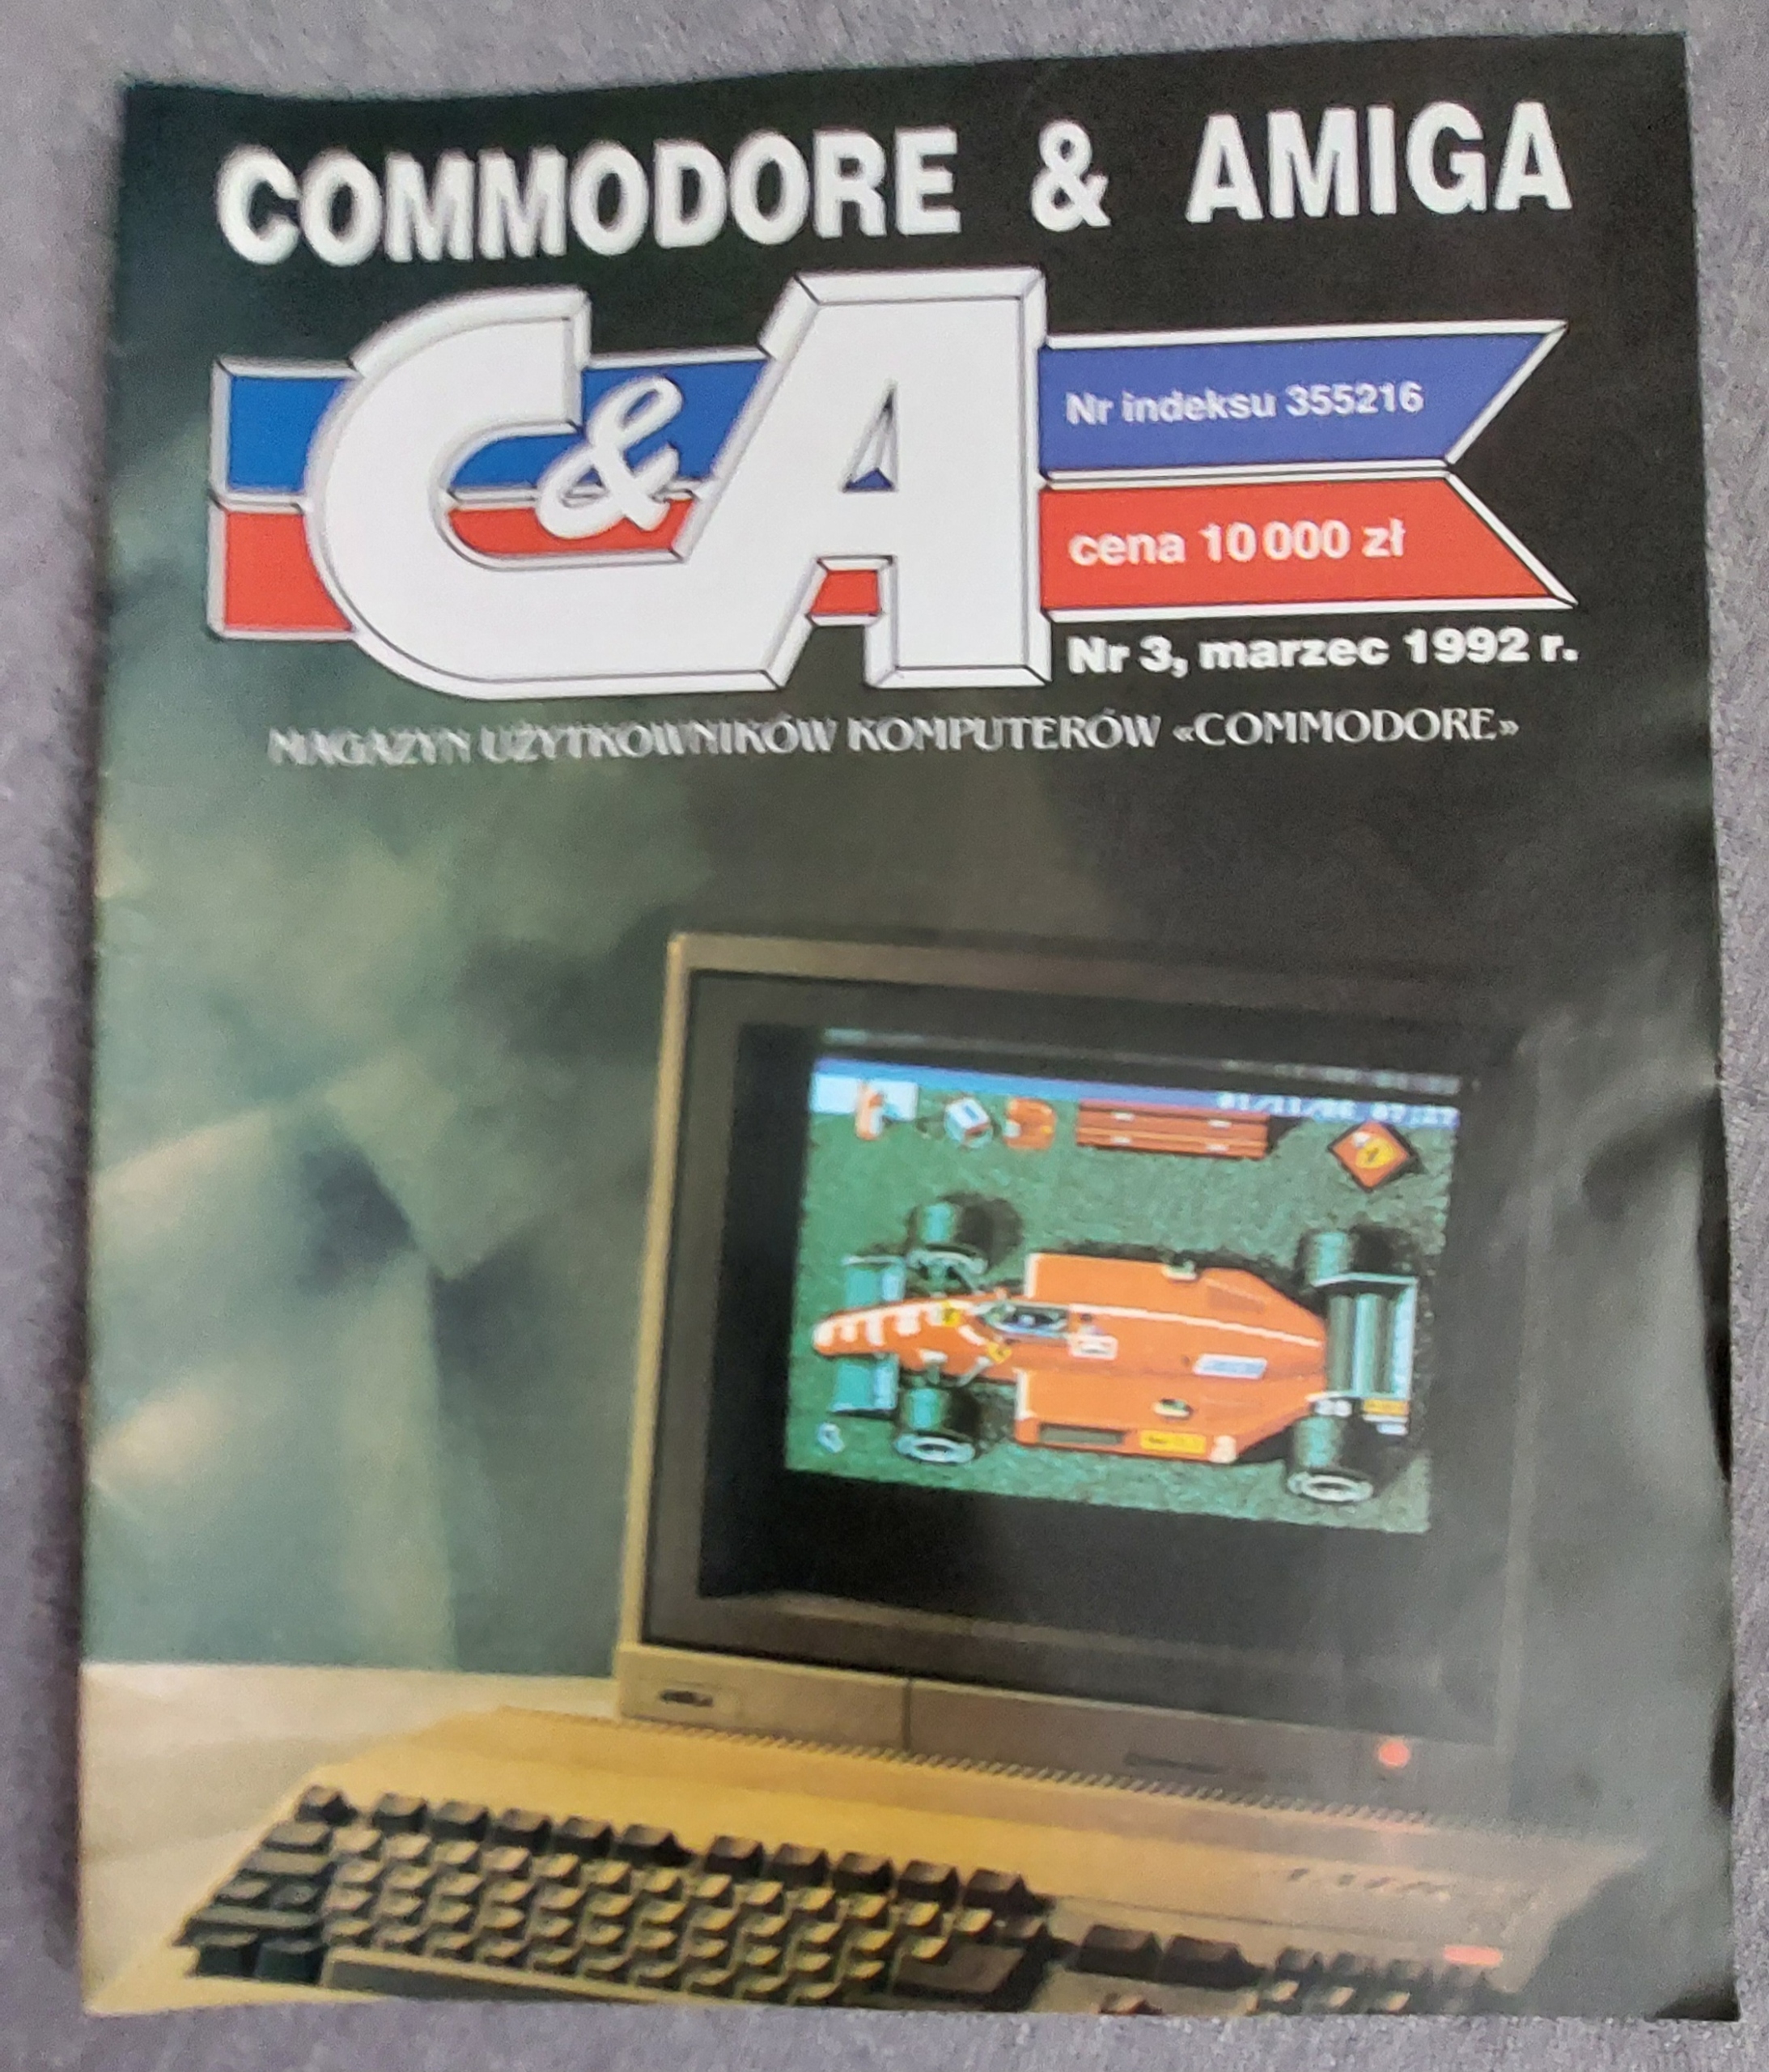 COMMODORE & AMIGA
C&A
Nr indeksu 355216
cena 10 000 zł
Nr 3, marzec 1992 r.
MAGAZYN UŻYTKOWNIKÓW KOMPUTERÓW «COMMODORE»